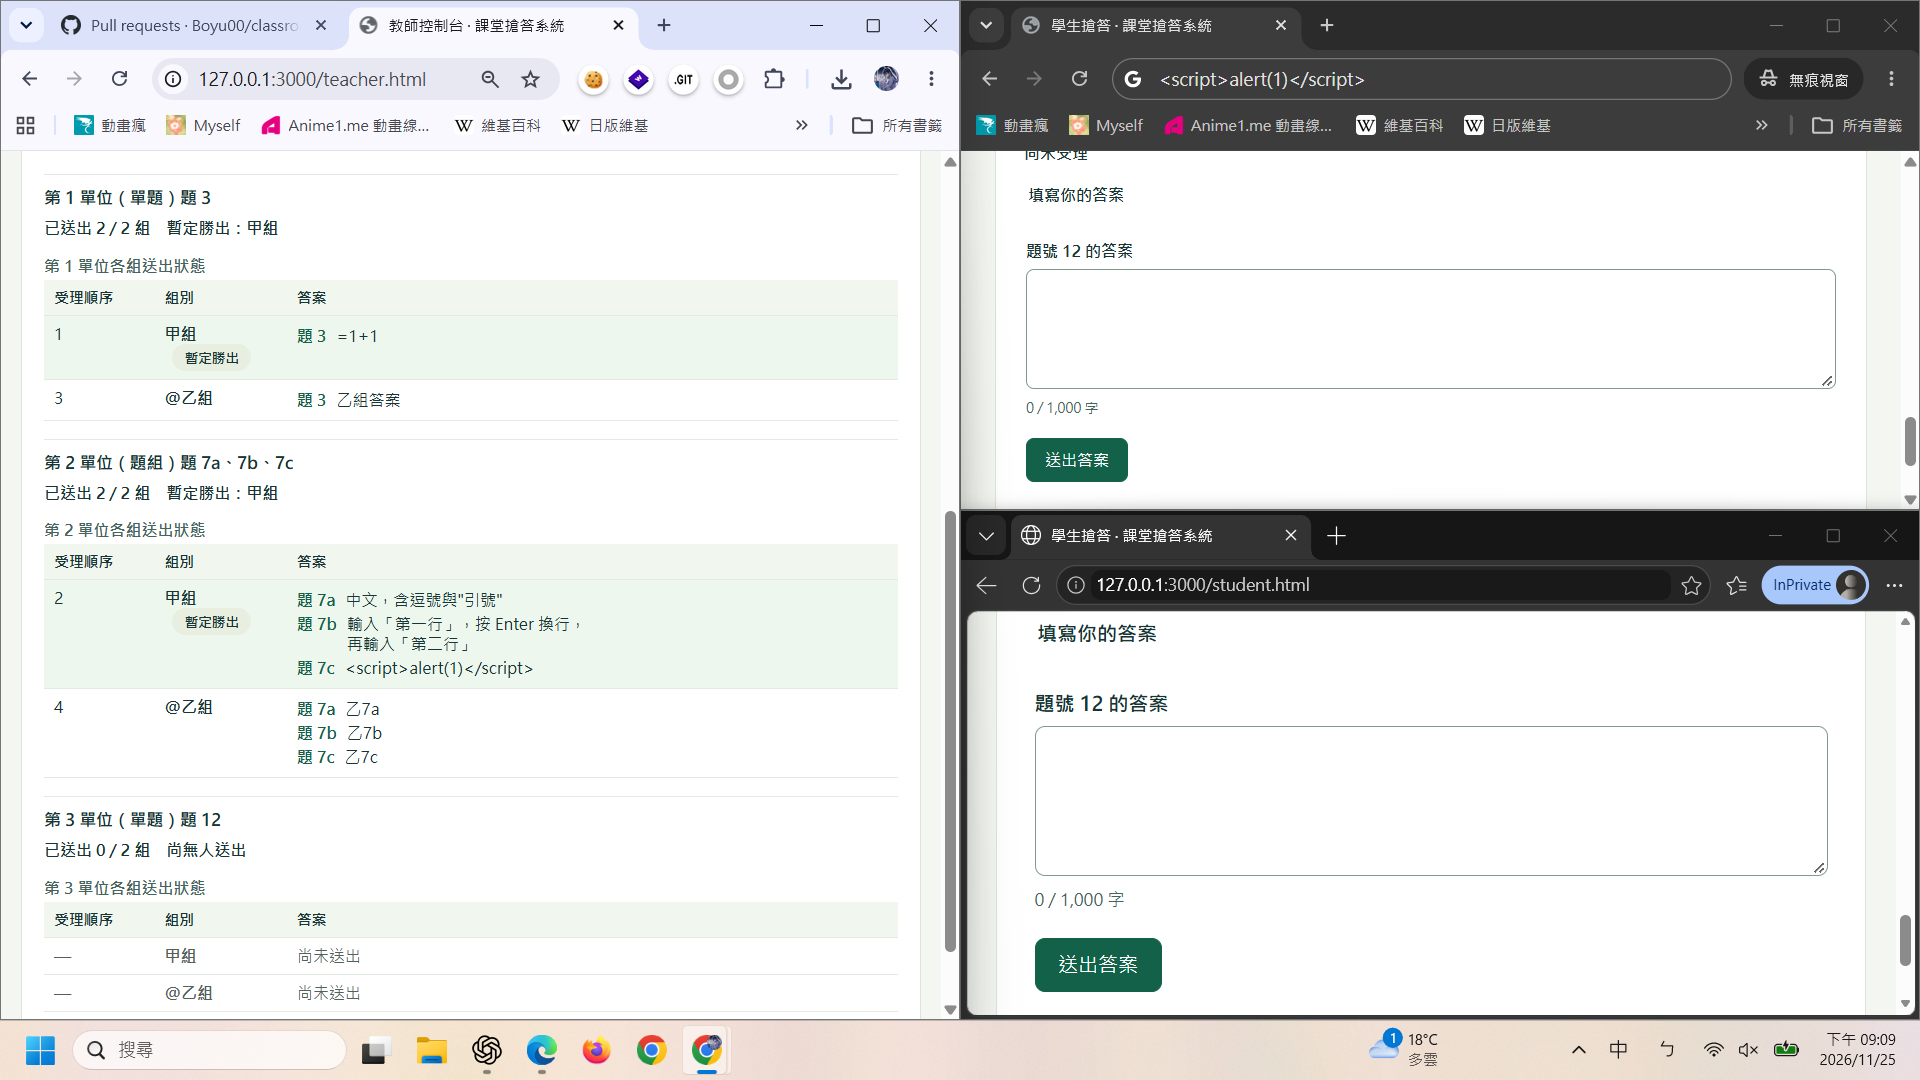 Pull requests · Boyu00/classro
教師控制台 · 課堂搶答系統
127.0.0.1:3000/teacher.html
.GIT
動畫瘋
Myself
Anime1.me 動畫線...
維基百科
日版維基
所有書籤
第 1 單位 ( 單題 ) 題 3
已送出 2 / 2 組 暫定勝出：甲組
第 1 單位各組送出狀態
受理順序 組別 答案
1 甲組 題 3 =1+1
暫定勝出
3 @乙組 題 3 乙組答案
第 2 單位 ( 題組 ) 題 7a、7b、7c
已送出 2 / 2 組 暫定勝出：甲組
第 2 單位各組送出狀態
受理順序 組別 答案
2 甲組 題 7a 中文，含逗號與"引號"
暫定勝出 題 7b 輸入「第一行」，按 Enter 換行，
再輸入「第二行」
題 7c <script>alert(1)</script>
4 @乙組 題 7a 乙7a
題 7b 乙7b
題 7c 乙7c
第 3 單位 ( 單題 ) 題 12
已送出 0 / 2 組 尚無人送出
第 3 單位各組送出狀態
受理順序 組別 答案
— 甲組 尚未送出
— @乙組 尚未送出
學生搶答 · 課堂搶答系統
<script>alert(1)</script>
無痕視窗
動畫瘋
Myself
Anime1.me 動畫線...
維基百科
日版維基
所有書籤
尚未受理
填寫你的答案
題號 12 的答案
0 / 1,000 字
送出答案
學生搶答 · 課堂搶答系統
127.0.0.1:3000/student.html
InPrivate
填寫你的答案
題號 12 的答案
0 / 1,000 字
送出答案
搜尋
1
18°C
多雲
中
ㄅ
下午 09:09
2026/11/25